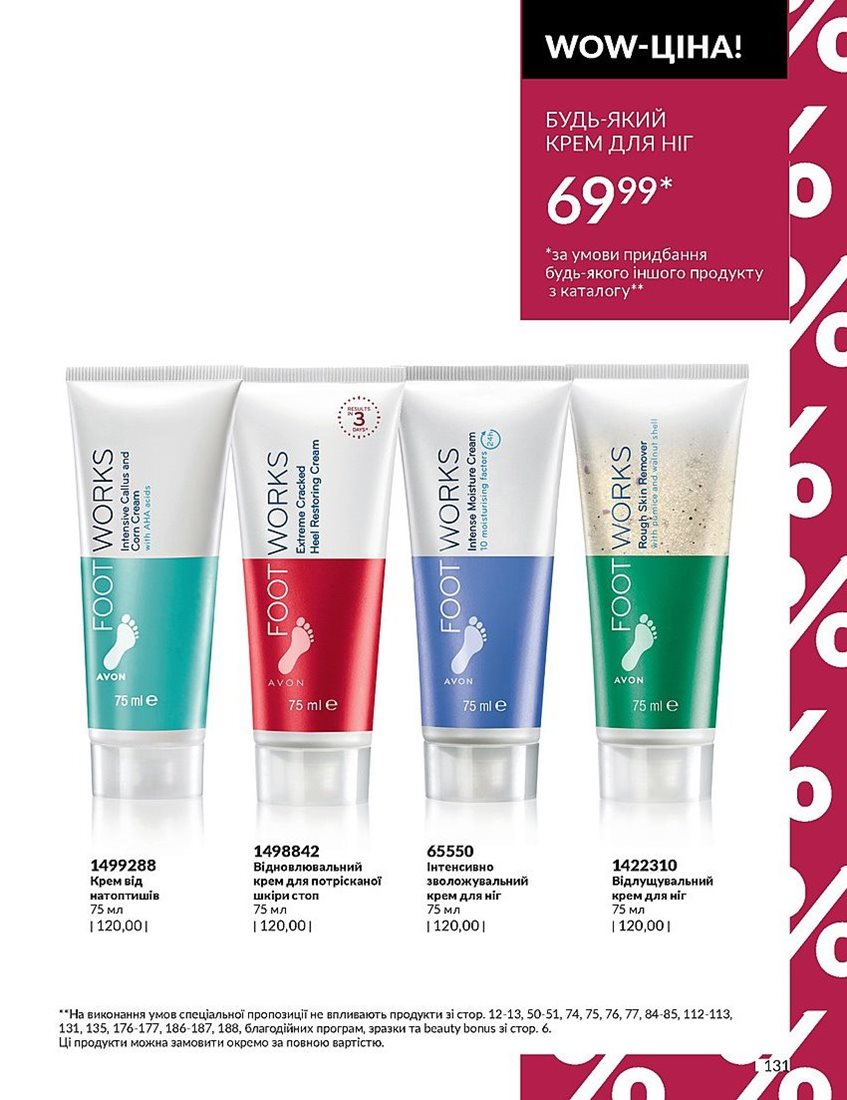 WOW-ЦІНА!
БУДЬ-ЯКИЙ
КРЕМ ДЛЯ НІГ
69⁹⁹*
*за умови придбання
будь-якого іншого продукту
з каталогу**
FOOT WORKS
Intensive Callus and
Corn Cream
with AHA acids
AVON
75 ml e
RESULTS
IN
3
DAYS*
FOOT WORKS
Extreme Cracked
Heel Restoring Cream
AVON
75 ml e
FOOT WORKS
Intense Moisture Cream
10 moisturising factors
24h
AVON
75 ml e
FOOT WORKS
Rough Skin Remover
with pumice and walnut shell
AVON
75 ml e
1499288
Крем від
натоптишів
75 мл
| 120,00 |
1498842
Відновлювальний
крем для потрісканої
шкіри стоп
75 мл
| 120,00 |
65550
Інтенсивно
зволожувальний
крем для ніг
75 мл
| 120,00 |
1422310
Відлущувальний
крем для ніг
75 мл
| 120,00 |
**На виконання умов спеціальної пропозиції не впливають продукти зі стор. 12-13, 50-51, 74, 75, 76, 77, 84-85, 112-113,
131, 135, 176-177, 186-187, 188, благодійних програм, зразки та beauty bonus зі стор. 6.
Ці продукти можна замовити окремо за повною вартістю.
131